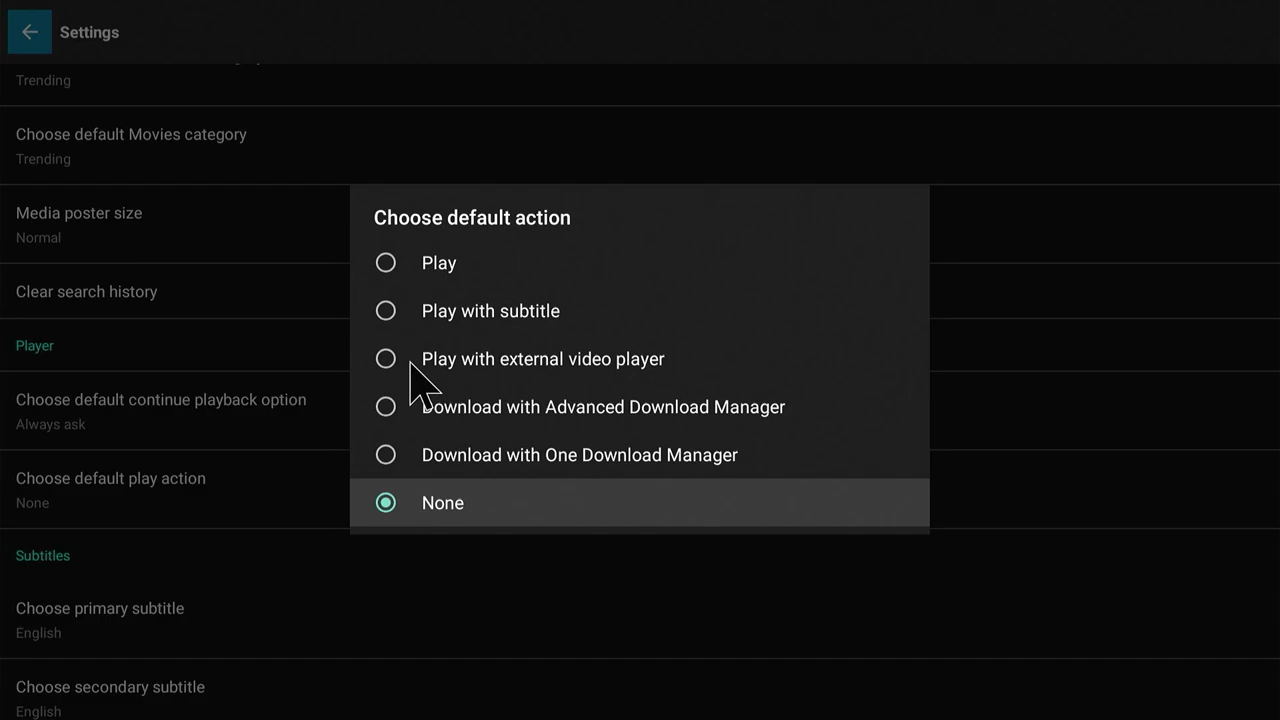 Settings
Trending
Choose default Movies category
Trending
Media poster size
Normal
Clear search history
Player
Choose default continue playback option
Always ask
Choose default play action
None
Subtitles
Choose primary subtitle
English
Choose secondary subtitle
English
Choose default action
Play
Play with subtitle
Play with external video player
Download with Advanced Download Manager
Download with One Download Manager
None